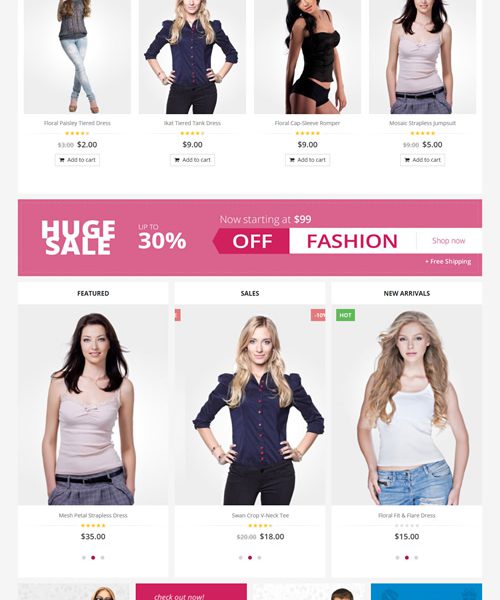 Floral Paisley Tiered Dress
Ikat Tiered Tank Dress
Floral Cap-Sleeve Romper
Mosaic Strapless Jumpsuit
$3.00 $2.00
$9.00
$9.00
$9.00 $5.00
Add to cart
Add to cart
Add to cart
Add to cart
HUGE
SALE
UP TO
30%
Now starting at $99
OFF FASHION
Shop now
+ Free Shipping
FEATURED
SALES
NEW ARRIVALS
-10%
HOT
Mesh Petal Strapless Dress
Swan Crop V-Neck Tee
Floral Fit & Flare Dress
$35.00
$20.00 $18.00
$15.00
check out now!